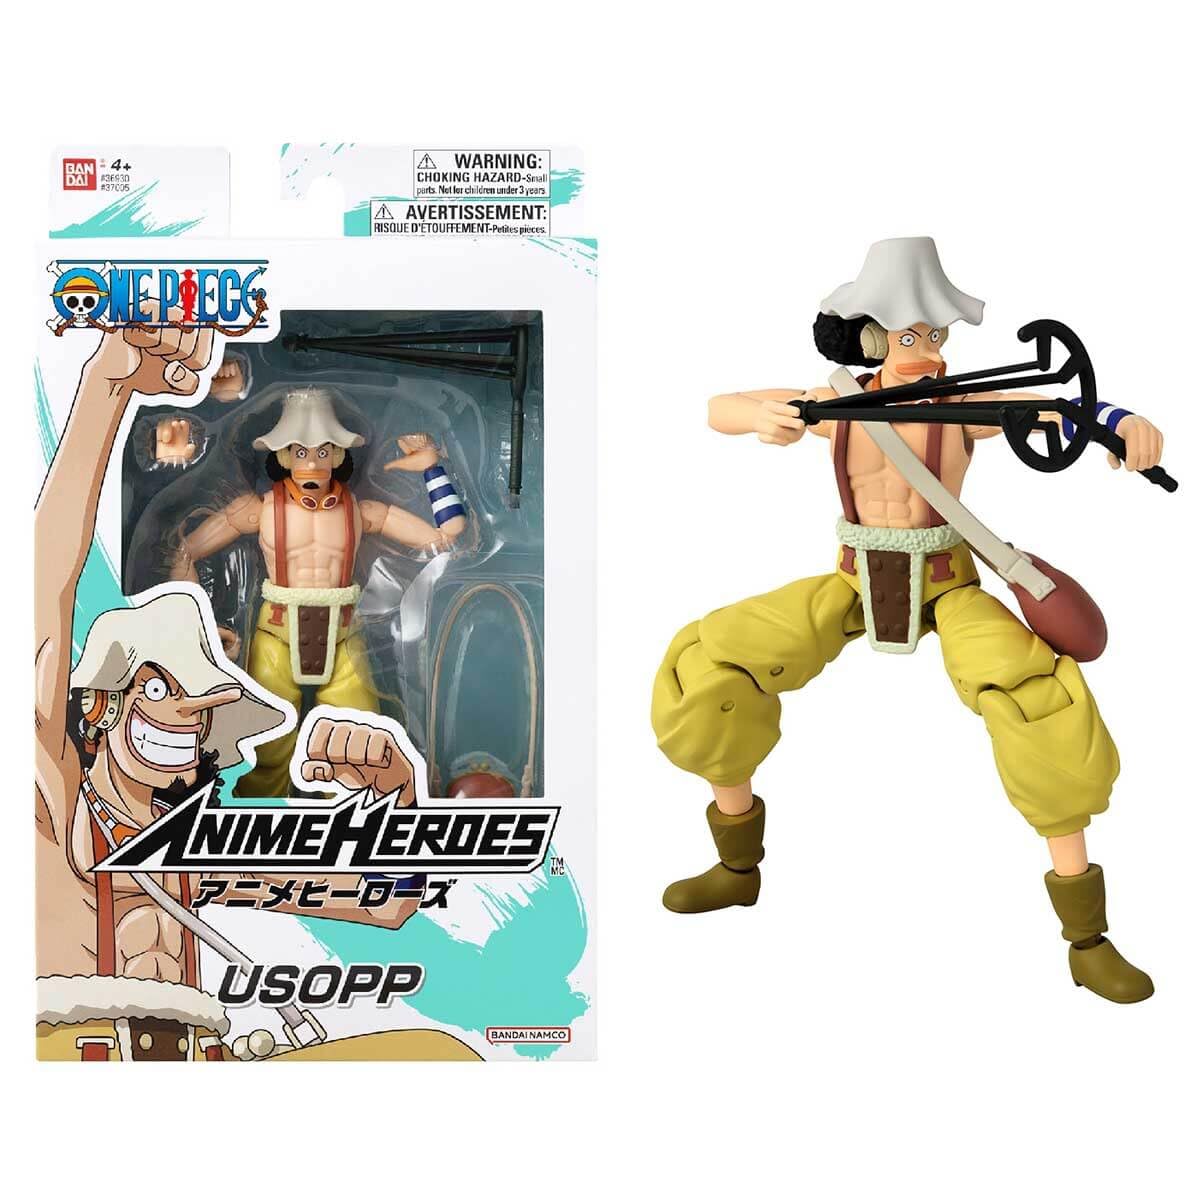 BAN
DAI
4+
#36930
#37005
WARNING:
CHOKING HAZARD-Small
parts. Not for children under 3 years.
AVERTISSEMENT:
RISQUE D'ÉTOUFFEMENT-Petites pièces.
ONE PIECE
ANIME HEROES
TM
MC
アニメヒーローズ
USOPP
BANDAI NAMCO